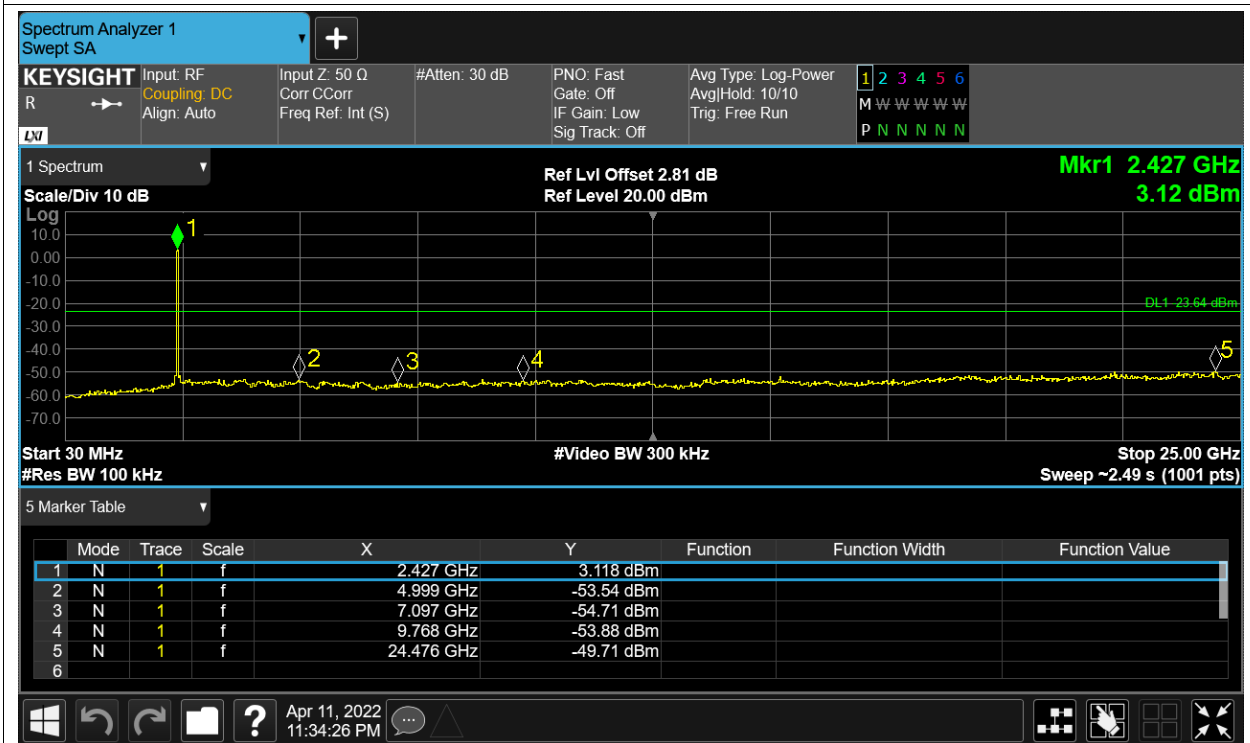 Spectrum Analyzer 1
Swept SA
KEYSIGHT Input: RF Input Z: 50 Ω #Atten: 30 dB PNO: Fast Avg Type: Log-Power 1 2 3 4 5 6
R Coupling: DC Corr CCorr Gate: Off Avg|Hold: 10/10 M W W W W W
Align: Auto Freq Ref: Int (S) IF Gain: Low Trig: Free Run
LXI Sig Track: Off P N N N N N
1 Spectrum Ref Lvl Offset 2.81 dB Mkr1 2.427 GHz
Scale/Div 10 dB Ref Level 20.00 dBm 3.12 dBm
Log
10.0 1
0.00
-10.0
-20.0 DL1 -23.64 dBm
-30.0
-40.0 2 3 4 5
-50.0
-60.0
-70.0
Start 30 MHz #Video BW 300 kHz Stop 25.00 GHz
#Res BW 100 kHz Sweep ~2.49 s (1001 pts)
5 Marker Table
Mode Trace Scale X Y Function Function Width Function Value
1 N 1 f 2.427 GHz 3.118 dBm
2 N 1 f 4.999 GHz -53.54 dBm
3 N 1 f 7.097 GHz -54.71 dBm
4 N 1 f 9.768 GHz -53.88 dBm
5 N 1 f 24.476 GHz -49.71 dBm
6
? Apr 11, 2022
11:34:26 PM